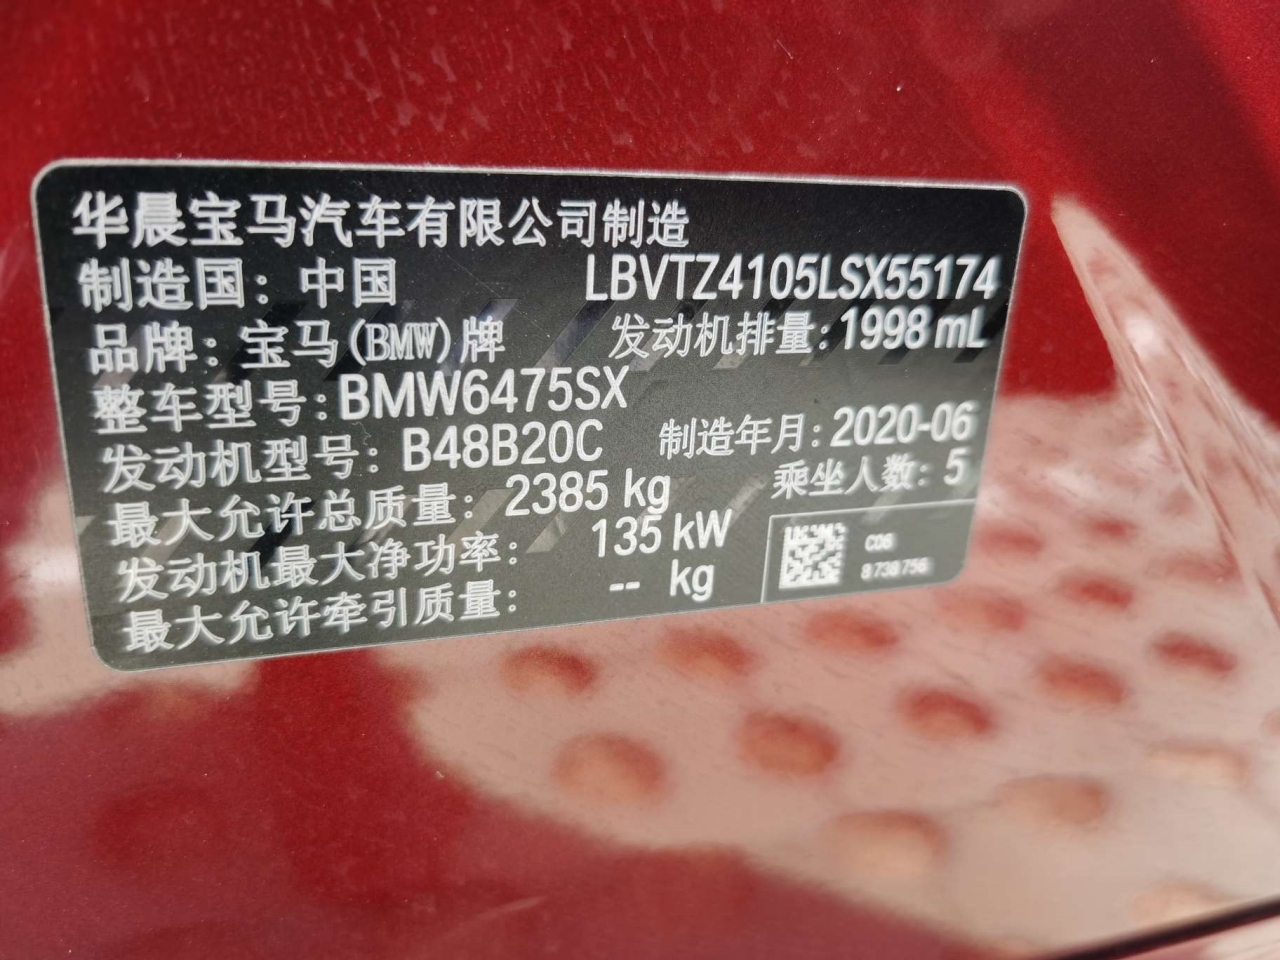 华晨宝马汽车有限公司制造
制造国：中国 LBVTZ4105LSX55174
品牌：宝马(BMW)牌 发动机排量：1998 mL
整车型号：BMW6475SX
发动机型号：B48B20C 制造年月：2020-06
最大允许总质量：2385 kg 乘坐人数：5
发动机最大净功率：135 kW
最大允许牵引质量：-- kg
C06
8738756